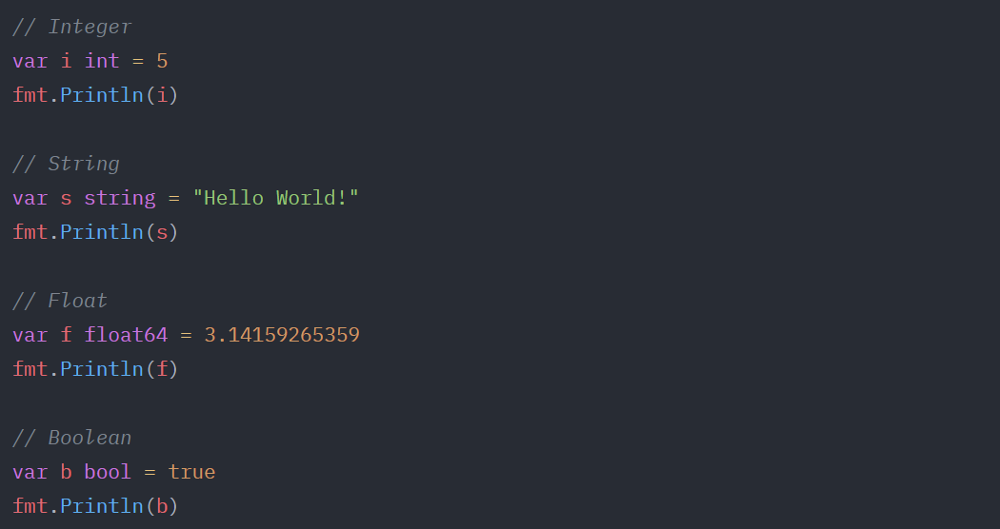 // Integer
var i int = 5
fmt.Println(i)
// String
var s string = "Hello World!"
fmt.Println(s)
// Float
var f float64 = 3.14159265359
fmt.Println(f)
// Boolean
var b bool = true
fmt.Println(b)